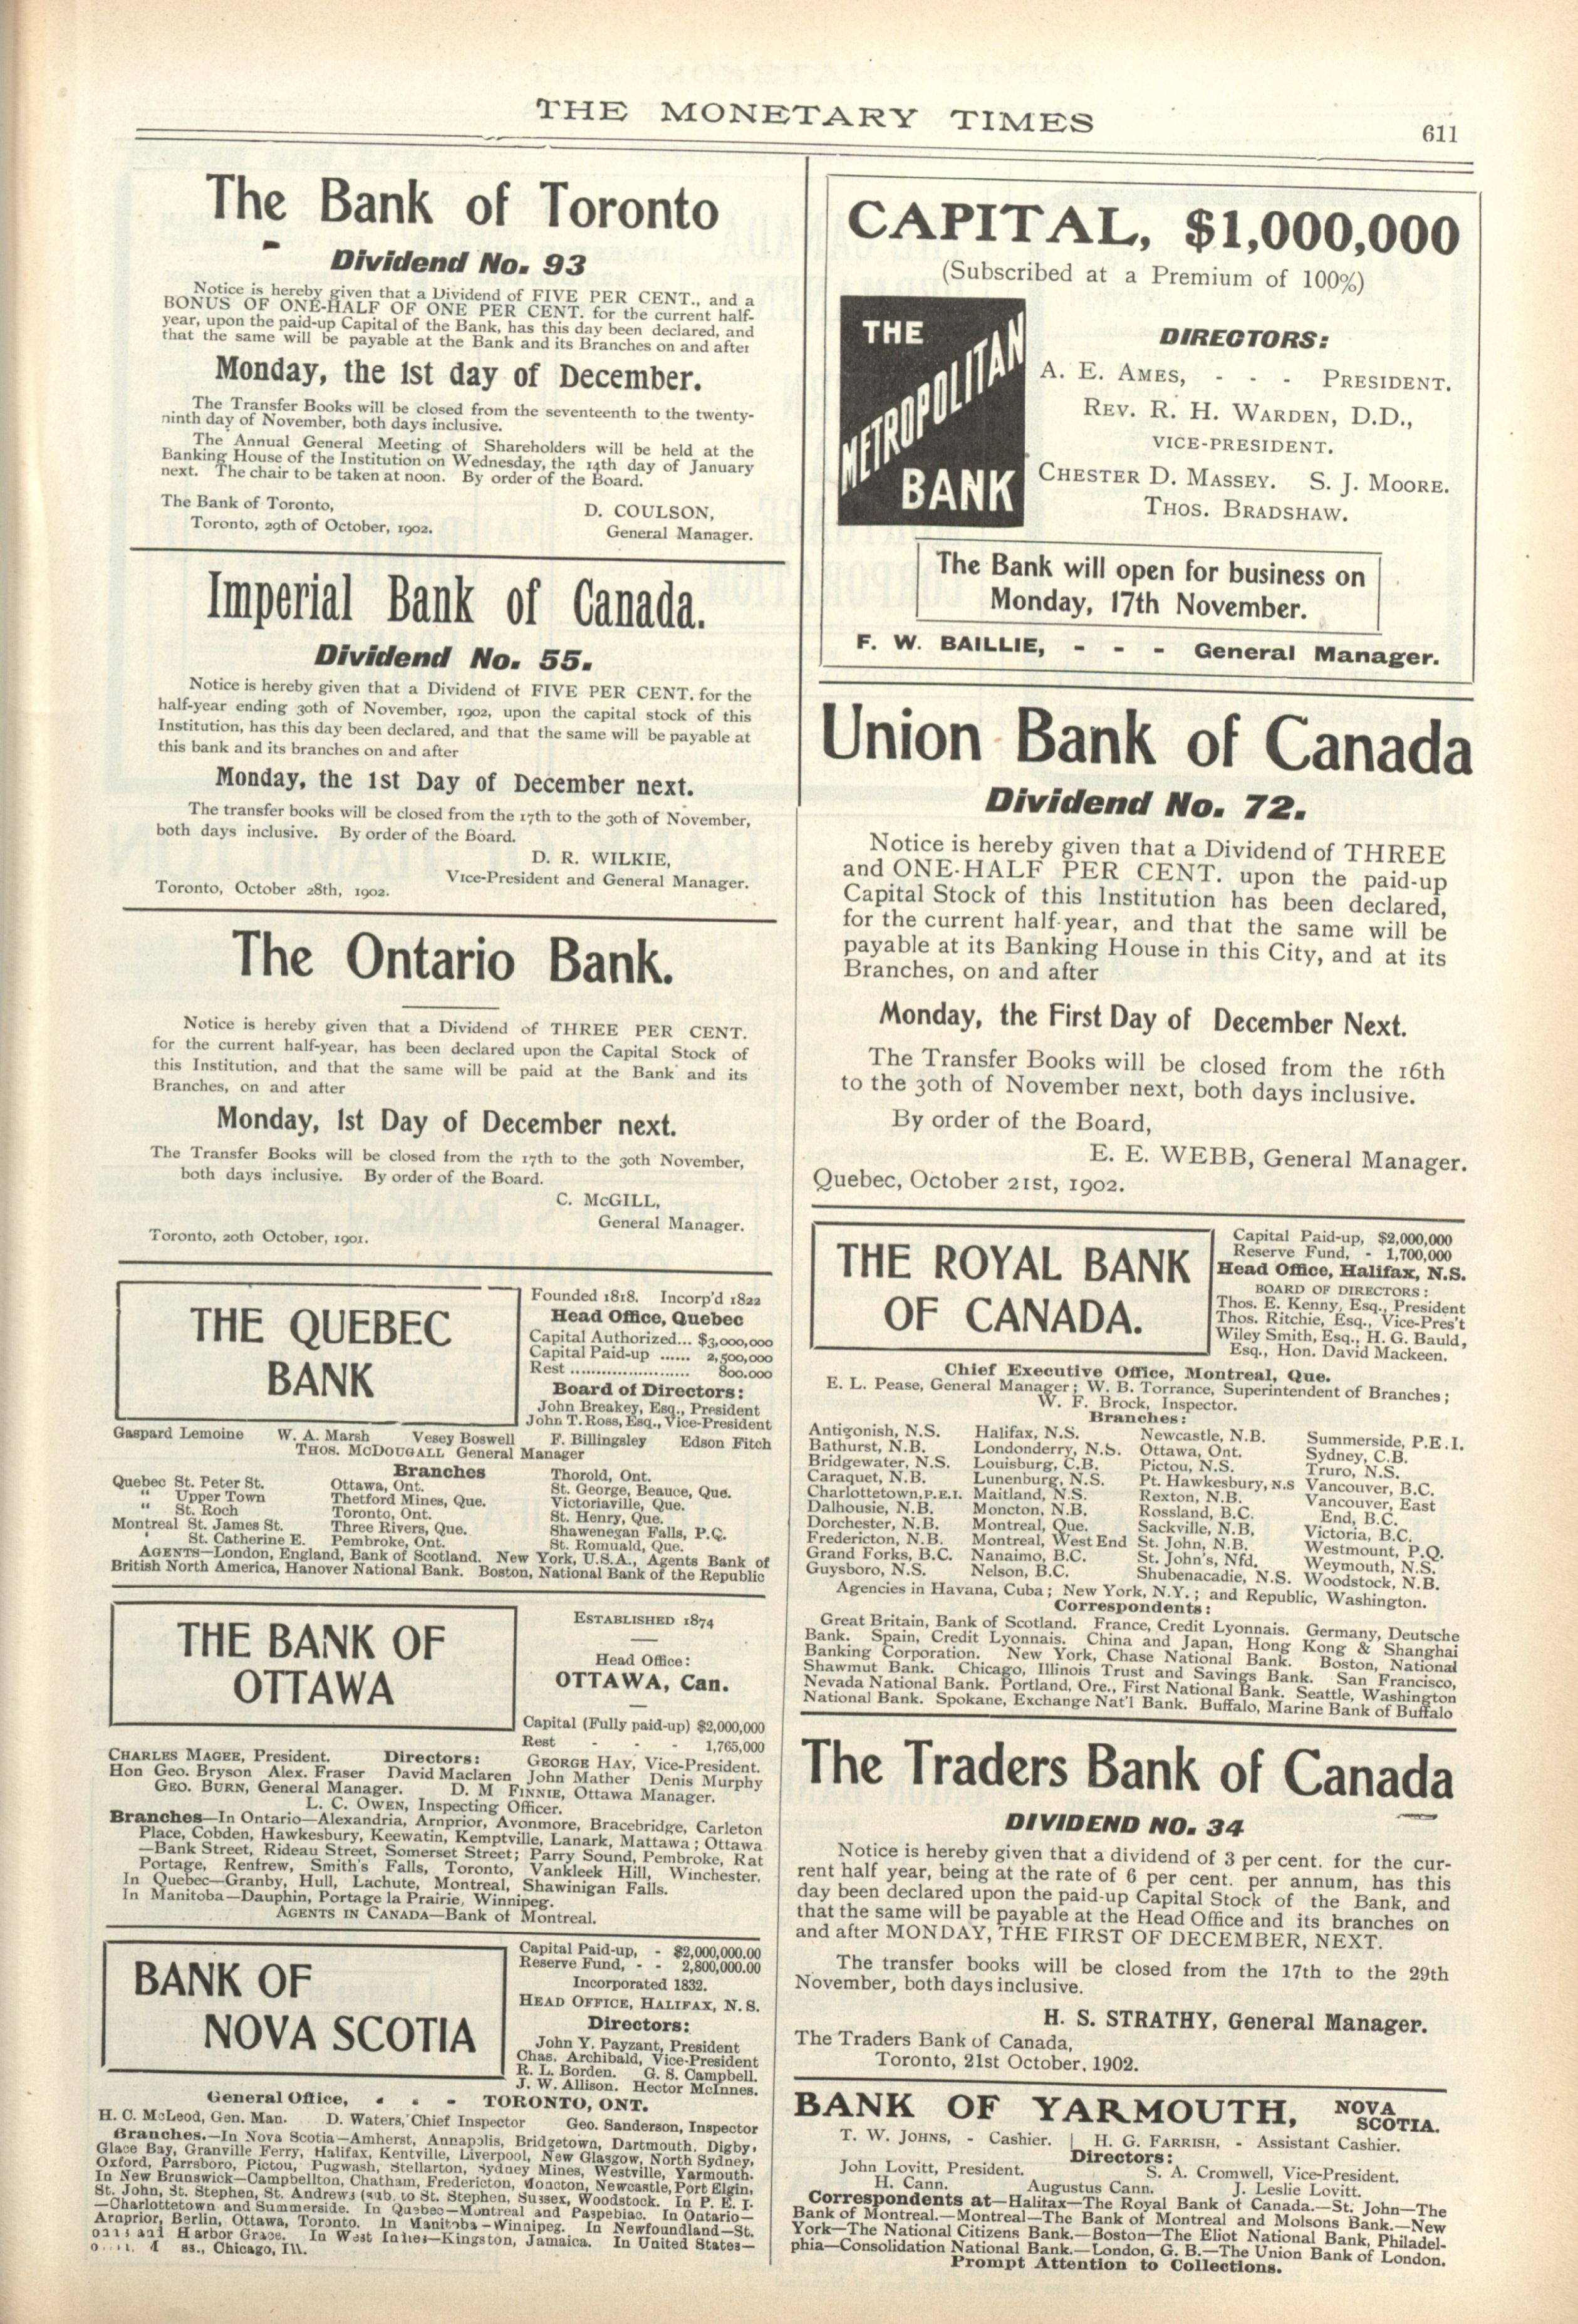 THE MONETARY TIMES
611
The Bank of Toronto
Dividend No. 93
Notice is hereby given that a Dividend of FIVE PER CENT., and a
BONUS OF ONE-HALF OF ONE PER CENT. for the current half-
year, upon the paid-up Capital of the Bank, has this day been declared, and
that the same will be payable at the Bank and its Branches on and after
Monday, the 1st day of December.
The Transfer Books will be closed from the seventeenth to the twenty-
ninth day of November, both days inclusive.
The Annual General Meeting of Shareholders will be held at the
Banking House of the Institution on Wednesday, the 14th day of January
next. The chair to be taken at noon. By order of the Board.
The Bank of Toronto,
D. COULSON,
Toronto, 29th of October, 1902.
General Manager.
Imperial Bank of Canada.
Dividend No. 55.
Notice is hereby given that a Dividend of FIVE PER CENT. for the
half-year ending 30th of November, 1902, upon the capital stock of this
Institution, has this day been declared, and that the same will be payable at
this bank and its branches on and after
Monday, the 1st Day of December next.
The transfer books will be closed from the 17th to the 30th of November,
both days inclusive. By order of the Board.
D. R. WILKIE,
Vice-President and General Manager.
Toronto, October 28th, 1902.
The Ontario Bank.
Notice is hereby given that a Dividend of THREE PER CENT.
for the current half-year, has been declared upon the Capital Stock of
this Institution, and that the same will be paid at the Bank and its
Branches, on and after
Monday, 1st Day of December next.
The Transfer Books will be closed from the 17th to the 30th November,
both days inclusive. By order of the Board.
C. McGILL,
General Manager.
Toronto, 20th October, 1901.
THE QUEBEC
BANK
Founded 1818. Incorp'd 1822
Head Office, Quebec
Capital Authorized... $3,000,000
Capital Paid-up ...... 2,500,000
Rest ...................... 800.000
Board of Directors:
John Breakey, Esq., President
John T. Ross, Esq., Vice-President
Gaspard Lemoine W. A. Marsh Vesey Boswell F. Billingsley Edson Fitch
THOS. McDOUGALL General Manager
Branches
Quebec St. Peter St. Ottawa, Ont. Thorold, Ont.
" Upper Town Thetford Mines, Que. St. George, Beauce, Que.
" St. Roch Toronto, Ont. Victoriaville, Que.
Montreal St. James St. Three Rivers, Que. St. Henry, Que.
' St. Catherine E. Pembroke, Ont. Shawenegan Falls, P.Q.
St. Romuald, Que.
AGENTS—London, England, Bank of Scotland. New York, U.S.A., Agents Bank of
British North America, Hanover National Bank. Boston, National Bank of the Republic
THE BANK OF
OTTAWA
ESTABLISHED 1874
Head Office:
OTTAWA, Can.
Capital (Fully paid-up) $2,000,000
Rest - - - 1,765,000
CHARLES MAGEE, President. Directors: GEORGE HAY, Vice-President.
Hon Geo. Bryson Alex. Fraser David Maclaren John Mather Denis Murphy
GEO. BURN, General Manager. D. M FINNIE, Ottawa Manager.
L. C. OWEN, Inspecting Officer.
Branches—In Ontario—Alexandria, Arnprior, Avonmore, Bracebridge, Carleton
Place, Cobden, Hawkesbury, Keewatin, Kemptville, Lanark, Mattawa; Ottawa
—Bank Street, Rideau Street, Somerset Street; Parry Sound, Pembroke, Rat
Portage, Renfrew, Smith's Falls, Toronto, Vankleek Hill, Winchester,
In Quebec—Granby, Hull, Lachute, Montreal, Shawinigan Falls.
In Manitoba—Dauphin, Portage la Prairie, Winnipeg.
AGENTS IN CANADA—Bank of Montreal.
BANK OF
NOVA SCOTIA
Capital Paid-up, - $2,000,000.00
Reserve Fund, - - 2,800,000.00
Incorporated 1832.
HEAD OFFICE, HALIFAX, N.S.
Directors:
John Y. Payzant, President
Chas. Archibald, Vice-President
R. L. Borden. G. S. Campbell.
J. W. Allison. Hector McInnes.
General Office, - - - TORONTO, ONT.
H. C. McLeod, Gen. Man. D. Waters, Chief Inspector Geo. Sanderson, Inspector
Branches.—In Nova Scotia—Amherst, Annapolis, Bridgetown, Dartmouth, Digby,
Glace Bay, Granville Ferry, Halifax, Kentville, Liverpool, New Glasgow, North Sydney,
Oxford, Parrsboro, Pictou, Pugwash, Stellarton, Sydney Mines, Westville, Yarmouth.
In New Brunswick—Campbellton, Chatham, Fredericton, Moncton, Newcastle, Port Elgin,
St. John, St. Stephen, St. Andrews (sub. to St. Stephen, Sussex, Woodstock. In P. E. I.
—Charlottetown and Summerside. In Quebec—Montreal and Paspebiac. In Ontario—
Arnprior, Berlin, Ottawa, Toronto. In Manitoba—Winnipeg. In Newfoundland—St.
Harbor Grace. In West Indies—Kingston, Jamaica. In United States—
Chicago, Ill.
CAPITAL, $1,000,000
(Subscribed at a Premium of 100%)
THE
METROPOLITAN
BANK
DIRECTORS:
A. E. AMES, - - - PRESIDENT.
REV. R. H. WARDEN, D.D.,
VICE-PRESIDENT.
CHESTER D. MASSEY. S. J. MOORE.
THOS. BRADSHAW.
The Bank will open for business on
Monday, 17th November.
F. W. BAILLIE, - - - General Manager.
Union Bank of Canada
Dividend No. 72.
Notice is hereby given that a Dividend of THREE
and ONE-HALF PER CENT. upon the paid-up
Capital Stock of this Institution has been declared,
for the current half-year, and that the same will be
payable at its Banking House in this City, and at its
Branches, on and after
Monday, the First Day of December Next.
The Transfer Books will be closed from the 16th
to the 30th of November next, both days inclusive.
By order of the Board,
E. E. WEBB, General Manager.
Quebec, October 21st, 1902.
THE ROYAL BANK
OF CANADA.
Capital Paid-up, $2,000,000
Reserve Fund, - 1,700,000
Head Office, Halifax, N.S.
BOARD OF DIRECTORS:
Thos. E. Kenny, Esq., President
Thos. Ritchie, Esq., Vice-Pres't
Wiley Smith, Esq., H. G. Bauld,
Esq., Hon. David Mackeen.
Chief Executive Office, Montreal, Que.
E. L. Pease, General Manager; W. B. Torrance, Superintendent of Branches;
W. F. Brock, Inspector.
Branches:
Antigonish, N.S. Halifax, N.S. Newcastle, N.B. Summerside, P.E.I.
Bathurst, N.B. Londonderry, N.S. Ottawa, Ont. Sydney, C.B.
Bridgewater, N.S. Louisburg, C.B. Pictou, N.S. Truro, N.S.
Caraquet, N.B. Lunenburg, N.S. Pt. Hawkesbury, N.S Vancouver, B.C.
Charlottetown, P.E.I. Maitland, N.S. Rexton, N.B. Vancouver, East
Dalhousie, N.B. Moncton, N.B. Rossland, B.C. End, B.C.
Dorchester, N.B. Montreal, Que. Sackville, N.B. Victoria, B.C.
Fredericton, N.B. Montreal, West End St. John, N.B. Westmount, P.Q.
Grand Forks, B.C. Nanaimo, B.C. St. John's, Nfd. Weymouth, N.S.
Guysboro, N.S. Nelson, B.C. Shubenacadie, N.S. Woodstock, N.B.
Agencies in Havana, Cuba; New York, N.Y.; and Republic, Washington.
Correspondents:
Great Britain, Bank of Scotland. France, Credit Lyonnais. Germany, Deutsche
Bank. Spain, Credit Lyonnais. China and Japan, Hong Kong & Shanghai
Banking Corporation. New York, Chase National Bank. Boston, National
Shawmut Bank. Chicago, Illinois Trust and Savings Bank. San Francisco,
Nevada National Bank. Portland, Ore., First National Bank. Seattle, Washington
National Bank. Spokane, Exchange Nat'l Bank. Buffalo, Marine Bank of Buffalo
The Traders Bank of Canada
DIVIDEND NO. 34
Notice is hereby given that a dividend of 3 per cent. for the cur-
rent half year, being at the rate of 6 per cent. per annum, has this
day been declared upon the paid-up Capital Stock of the Bank, and
that the same will be payable at the Head Office and its branches on
and after MONDAY, THE FIRST OF DECEMBER, NEXT.
The transfer books will be closed from the 17th to the 29th
November, both days inclusive.
H. S. STRATHY, General Manager.
The Traders Bank of Canada,
Toronto, 21st October, 1902.
BANK OF YARMOUTH, NOVA
SCOTIA.
T. W. JOHNS, - Cashier. | H. G. FARRISH, - Assistant Cashier.
Directors:
John Lovitt, President. S. A. Cromwell, Vice-President.
H. Cann. Augustus Cann. J. Leslie Lovitt.
Correspondents at—Halifax—The Royal Bank of Canada.—St. John—The
Bank of Montreal.—Montreal—The Bank of Montreal and Molsons Bank.—New
York—The National Citizens Bank.—Boston—The Eliot National Bank, Philadel-
phia—Consolidation National Bank.—London, G. B.—The Union Bank of London.
Prompt Attention to Collections.